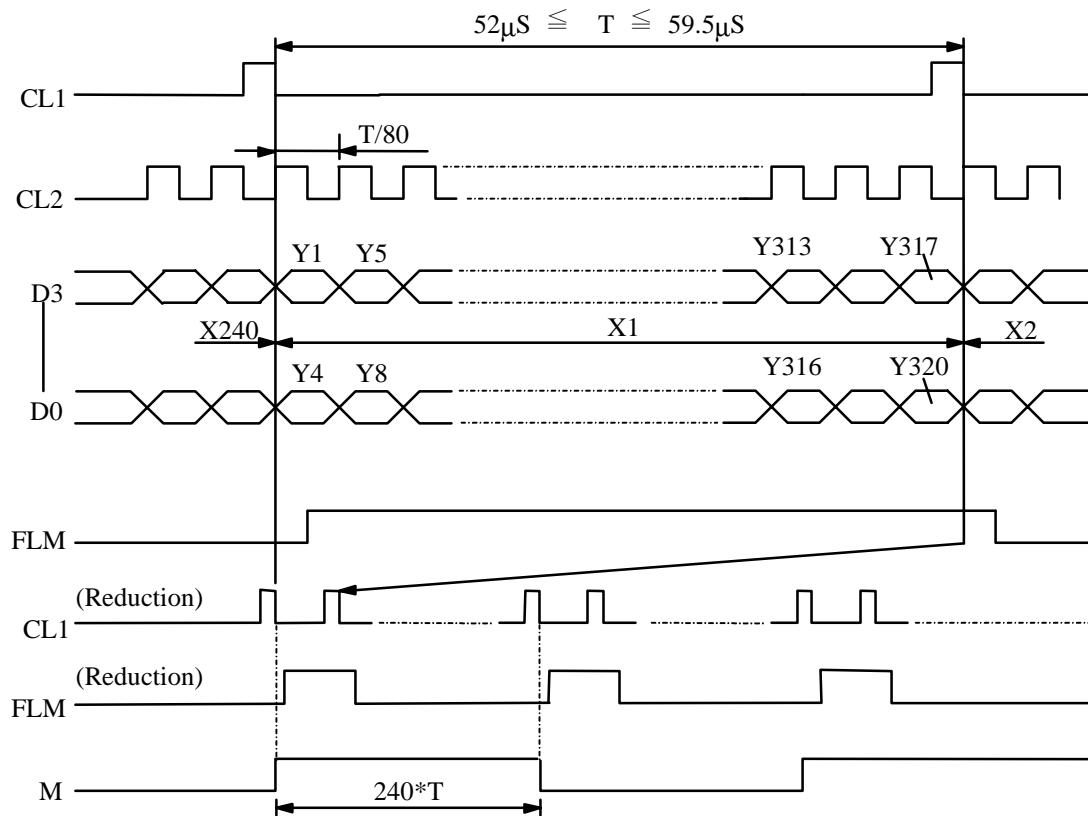 52μS ≦ T ≦ 59.5μS
CL1
T/80
CL2
Y1 Y5 Y313 Y317
D3
X240 X1 X2
Y4 Y8 Y316 Y320
D0
FLM
(Reduction)
CL1
(Reduction)
FLM
M
240*T